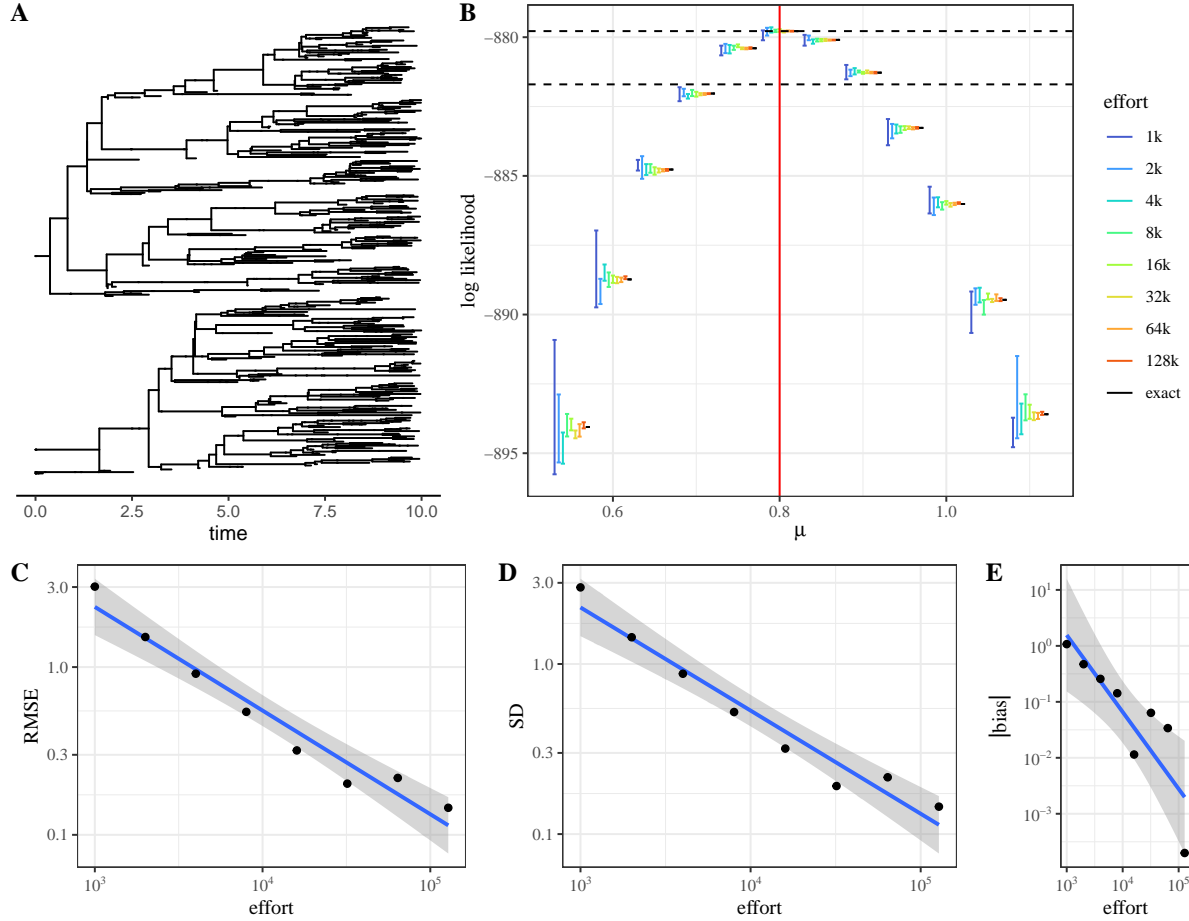 A
0.0 2.5 5.0 7.5 10.0
time
B
log likelihood
−880
−885
−890
−895
0.6 0.8 1.0
μ
effort
1k
2k
4k
8k
16k
32k
64k
128k
exact
C
RMSE
3.0
1.0
0.3
0.1
10³ 10⁴ 10⁵
effort
D
SD
3.0
1.0
0.3
0.1
10³ 10⁴ 10⁵
effort
E
|bias|
10¹
10⁰
10⁻¹
10⁻²
10⁻³
10³ 10⁴ 10⁵
effort